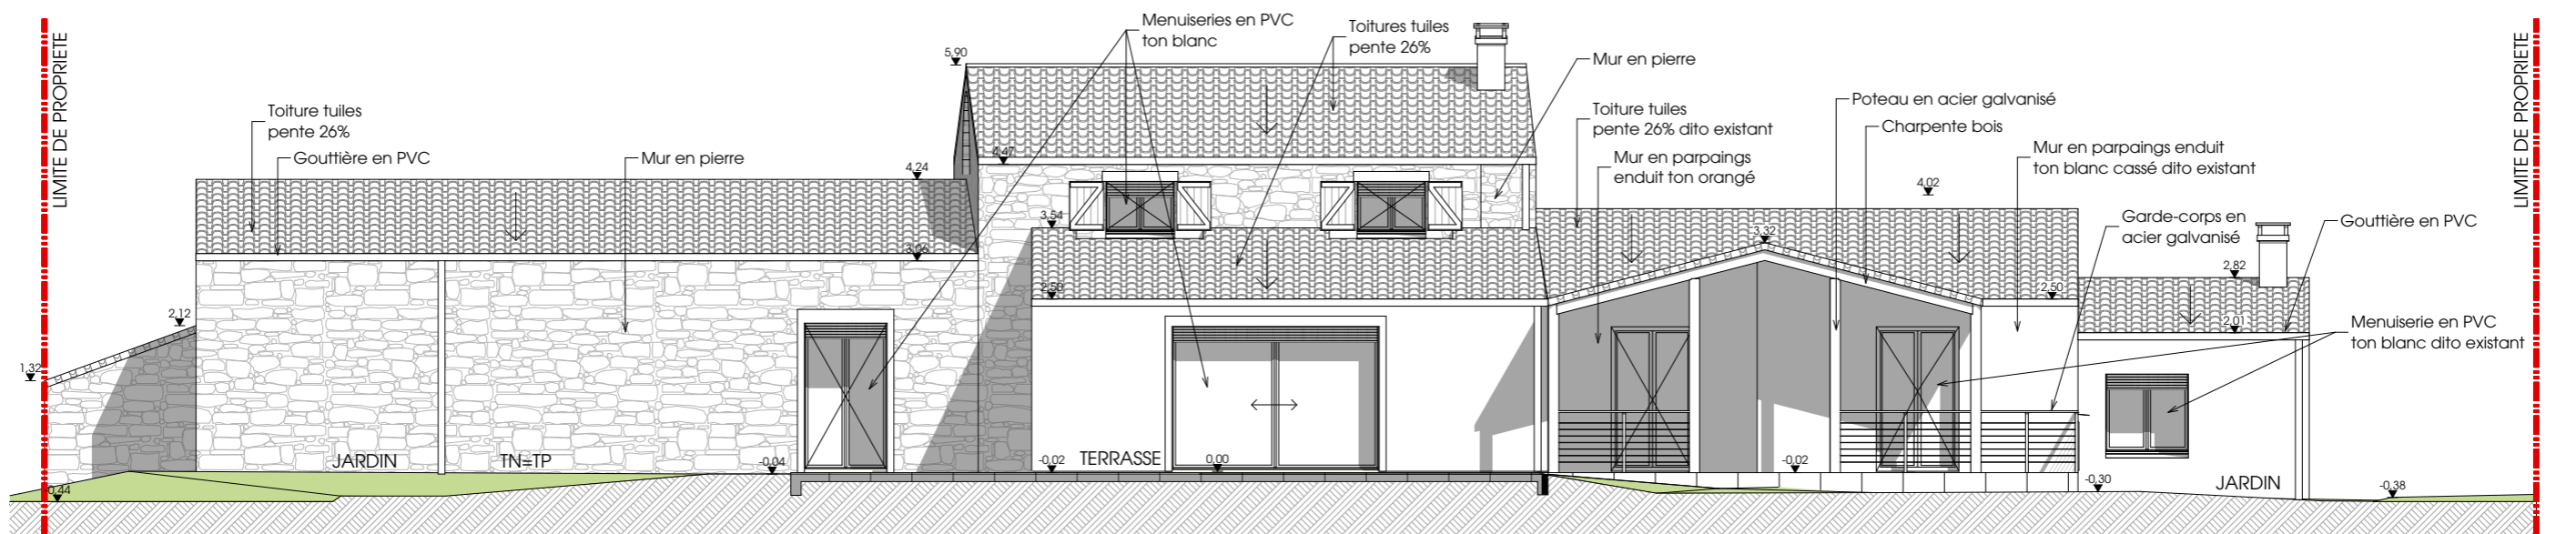 LIMITE DE PROPRIETE
1,32
-0,44
2,12
Toiture tuiles
pente 26%
Gouttière en PVC
Mur en pierre
4,24
3,06
JARDIN
TN=TP
-0,04
5,90
Menuiseries en PVC
ton blanc
Toitures tuiles
pente 26%
Mur en pierre
4,47
3,54
2,50
-0,02
TERRASSE
0,00
Toiture tuiles
pente 26% dito existant
Mur en parpaings
enduit ton orangé
Poteau en acier galvanisé
Charpente bois
Mur en parpaings enduit
ton blanc cassé dito existant
4,02
3,32
2,50
-0,02
Garde-corps en
acier galvanisé
Gouttière en PVC
2,82
2,01
Menuiserie en PVC
ton blanc dito existant
-0,30
JARDIN
-0,38
LIMITE DE PROPRIETE